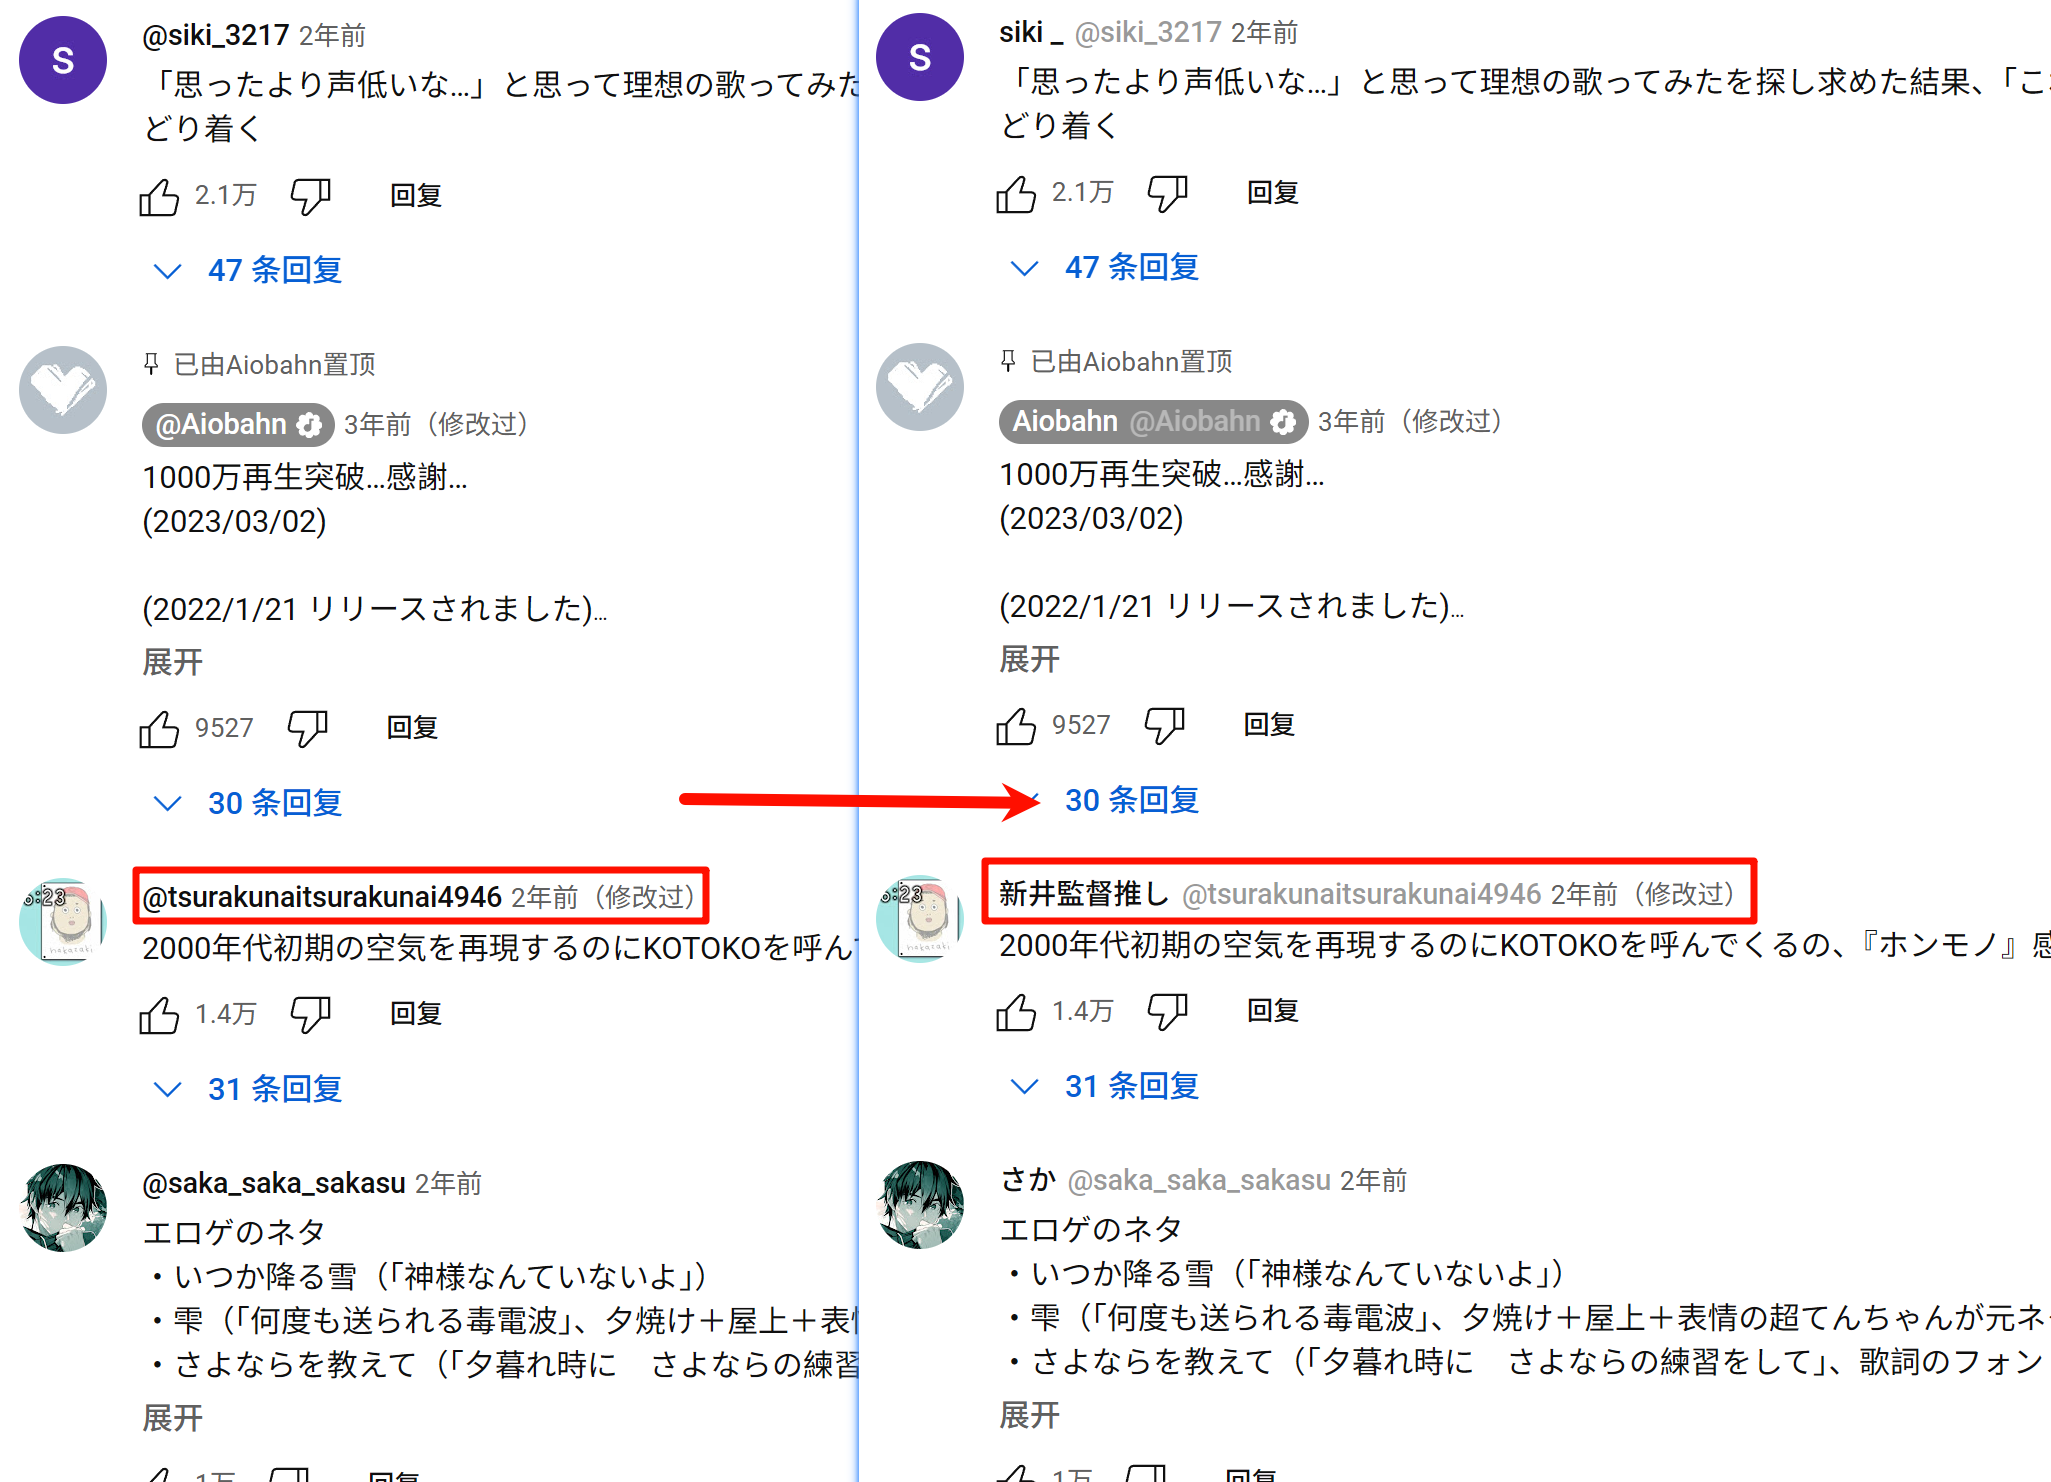 S
@siki_3217 2年前
「思ったより声低いな…」と思って理想の歌ってみた
どり着く
2.1万 回复
47 条回复
已由Aiobahn置顶
@Aiobahn 3年前（修改过）
1000万再生突破…感謝…
(2023/03/02)
(2022/1/21 リリースされました)...
展开
9527 回复
30 条回复
@tsurakunaitsurakunai4946 2年前（修改过）
2000年代初期の空気を再現するのにKOTOKOを呼ん
1.4万 回复
31 条回复
@saka_saka_sakasu 2年前
エロゲのネタ
・いつか降る雪（「神様なんていないよ」）
・雫（「何度も送られる毒電波」、夕焼け＋屋上＋表
・さよならを教えて（「夕暮れ時に　さよならの練習
展开
1万 回复
S
siki _ @siki_3217 2年前
「思ったより声低いな…」と思って理想の歌ってみたを探し求めた結果、「こ
どり着く
2.1万 回复
47 条回复
已由Aiobahn置顶
Aiobahn @Aiobahn 3年前（修改过）
1000万再生突破…感謝…
(2023/03/02)
(2022/1/21 リリースされました)...
展开
9527 回复
30 条回复
新井監督推し @tsurakunaitsurakunai4946 2年前（修改过）
2000年代初期の空気を再現するのにKOTOKOを呼んでくるの、『ホンモノ』感
1.4万 回复
31 条回复
さか @saka_saka_sakasu 2年前
エロゲのネタ
・いつか降る雪（「神様なんていないよ」）
・雫（「何度も送られる毒電波」、夕焼け＋屋上＋表情の超てんちゃんが元ネ
・さよならを教えて（「夕暮れ時に　さよならの練習をして」、歌詞のフォン
展开
1万 回复